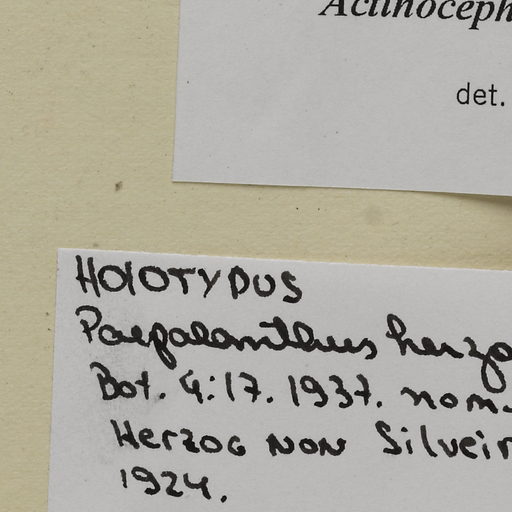 Actinoceph
det.
HOLOTYPUS
Paepalanthus herzo
Bot. 4:17. 1937. nom.
Herzog NON Silveir
1924.